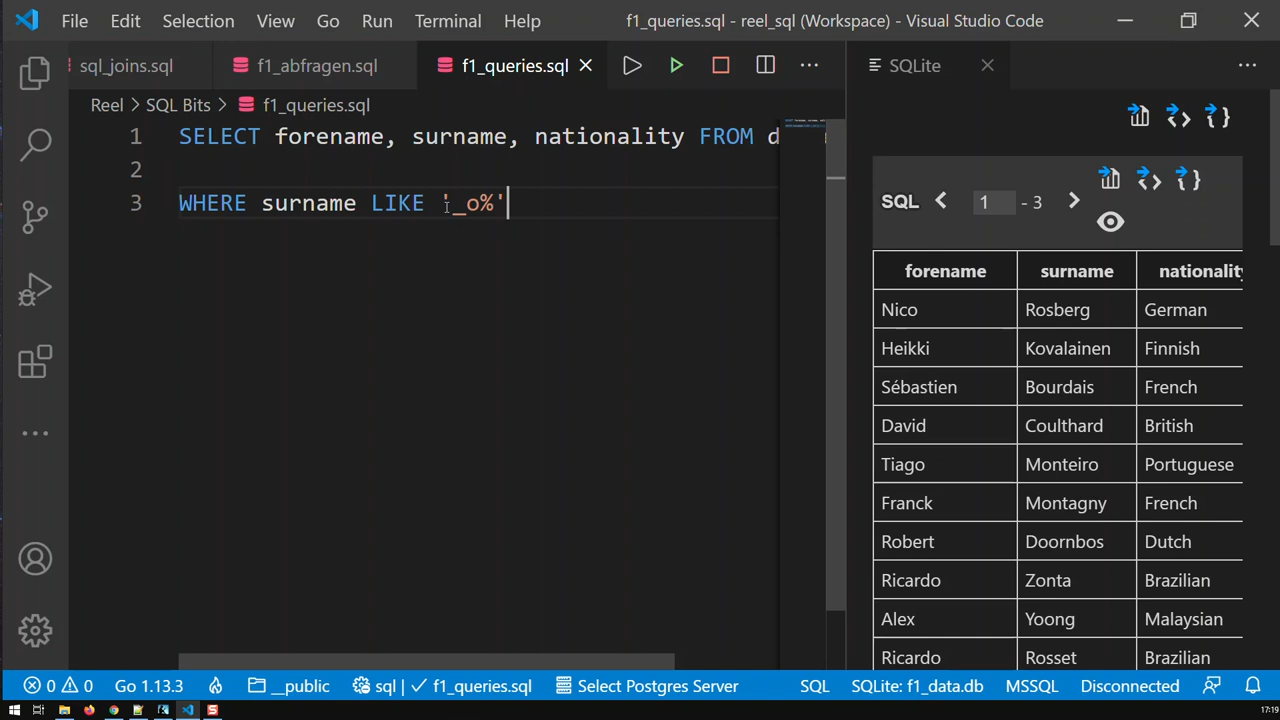 File Edit Selection View Go Run Terminal Help f1_queries.sql - reel_sql (Workspace) - Visual Studio Code
sql_joins.sql f1_abfragen.sql f1_queries.sql SQLite
Reel > SQL Bits > f1_queries.sql
1 SELECT forename, surname, nationality FROM d
2
3 WHERE surname LIKE '_o%'
SQL 1 - 3
forename surname nationality
Nico Rosberg German
Heikki Kovalainen Finnish
Sébastien Bourdais French
David Coulthard British
Tiago Monteiro Portuguese
Franck Montagny French
Robert Doornbos Dutch
Ricardo Zonta Brazilian
Alex Yoong Malaysian
Ricardo Rosset Brazilian
0 0 Go 1.13.3 __public sql | f1_queries.sql Select Postgres Server SQL SQLite: f1_data.db MSSQL Disconnected
17:19